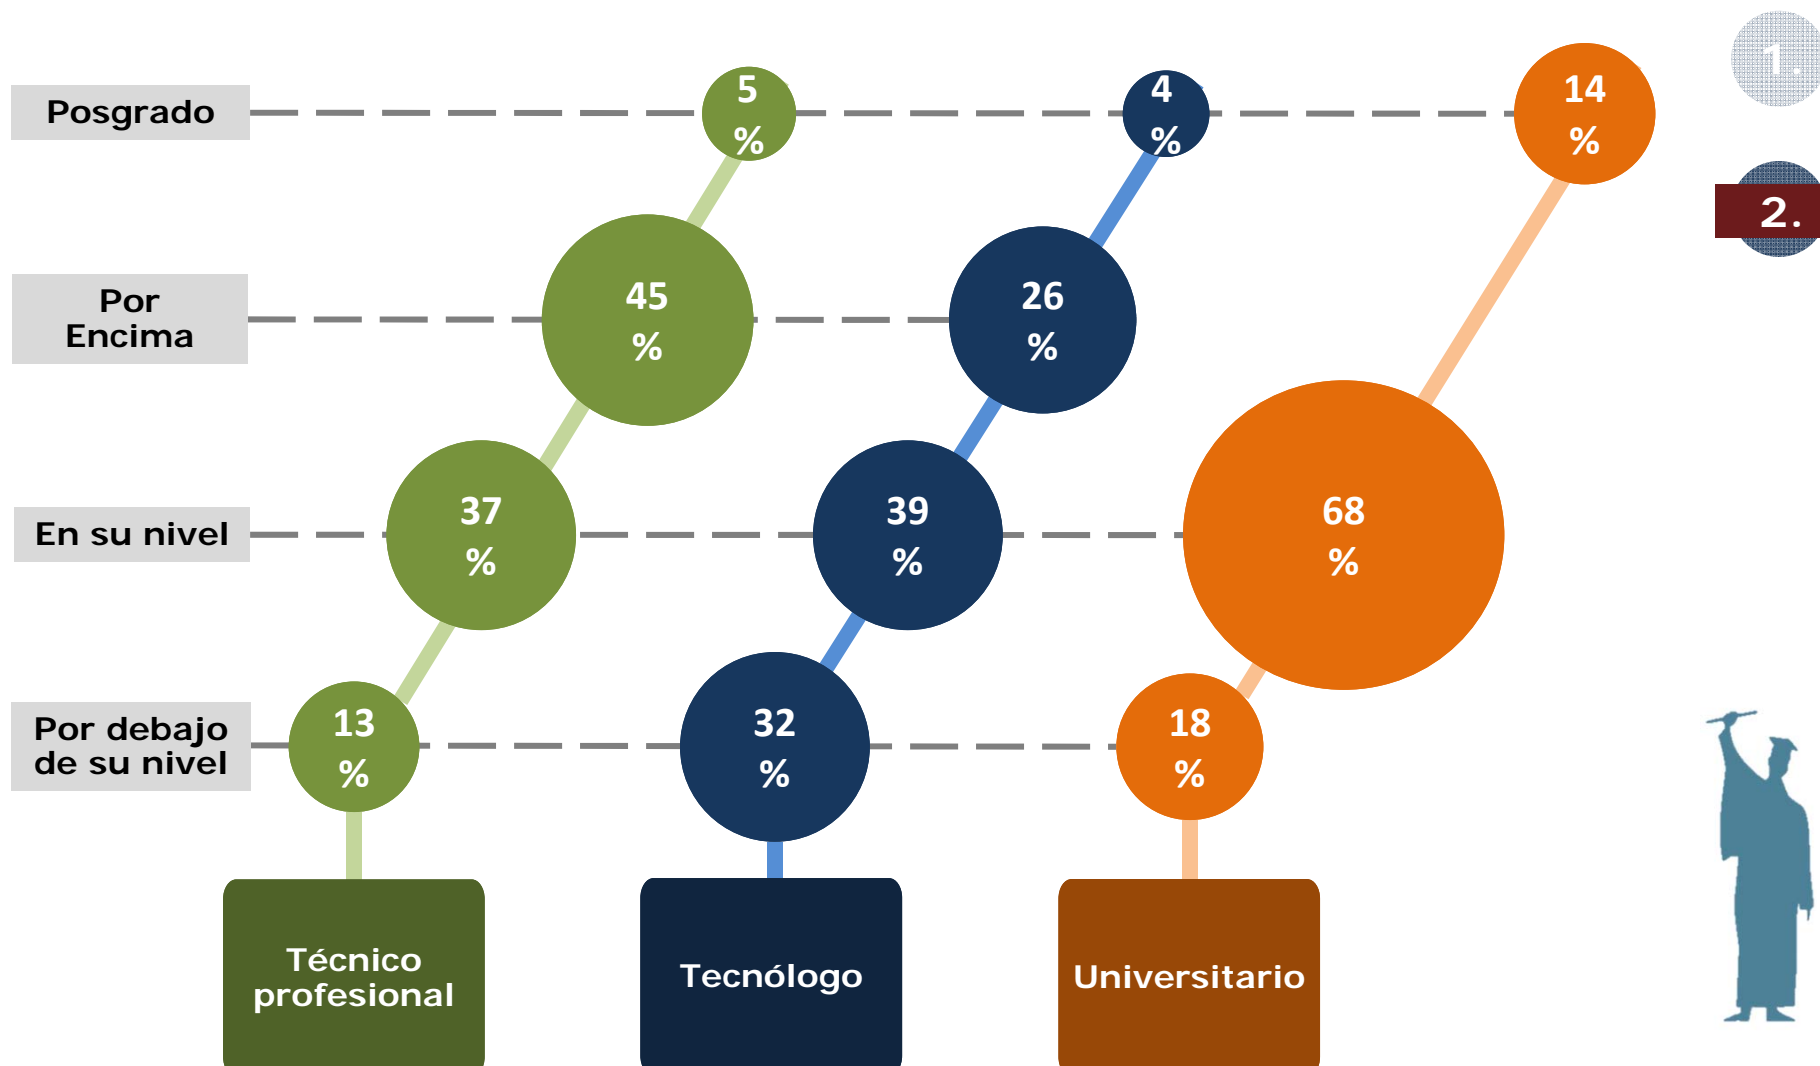 1.
Posgrado
5
%
4
%
14
%
2.
Por
Encima
45
%
26
%
En su nivel
37
%
39
%
68
%
Por debajo
de su nivel
13
%
32
%
18
%
Técnico
profesional
Tecnólogo
Universitario